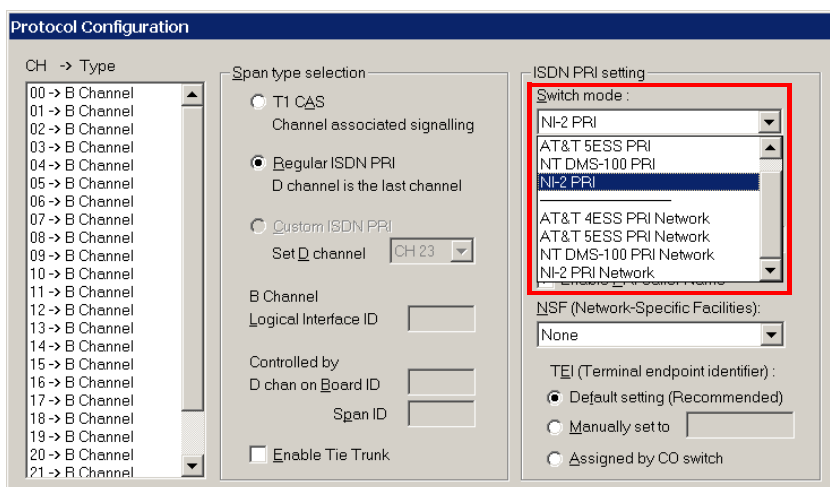 Protocol Configuration
CH -> Type
00 -> B Channel
01 -> B Channel
02 -> B Channel
03 -> B Channel
04 -> B Channel
05 -> B Channel
06 -> B Channel
07 -> B Channel
08 -> B Channel
09 -> B Channel
10 -> B Channel
11 -> B Channel
12 -> B Channel
13 -> B Channel
14 -> B Channel
15 -> B Channel
16 -> B Channel
17 -> B Channel
18 -> B Channel
19 -> B Channel
20 -> B Channel
21 -> B Channel
Span type selection
T1 CAS
Channel associated signalling
Regular ISDN PRI
D channel is the last channel
Custom ISDN PRI
Set D channel CH 23
B Channel
Logical Interface ID
Controlled by
D chan on Board ID
Span ID
Enable Tie Trunk
ISDN PRI setting
Switch mode :
NI-2 PRI
AT&T 5ESS PRI
NT DMS-100 PRI
NI-2 PRI
AT&T 4ESS PRI Network
AT&T 5ESS PRI Network
NT DMS-100 PRI Network
NI-2 PRI Network
Enable PRI Caller Name
NSF (Network-Specific Facilities):
None
TEI (Terminal endpoint identifier) :
Default setting (Recommended)
Manually set to
Assigned by CO switch